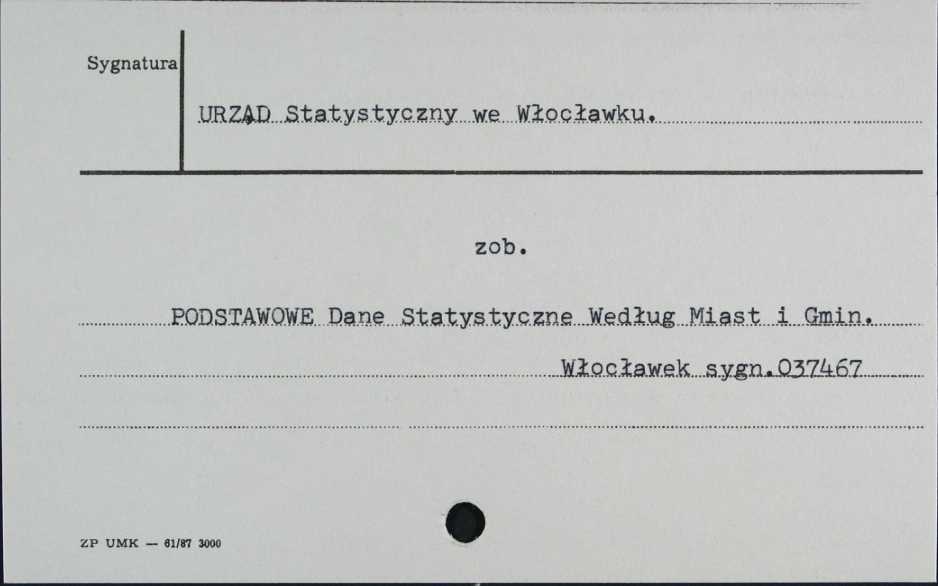 Sygnatura
URZĄD Statystyczny we Włocławku.
zob.
PODSTAWOWE Dane Statystyczne Według Miast i Gmin.
Włocławek sygn.037467
ZP UMK — 61/87 3000